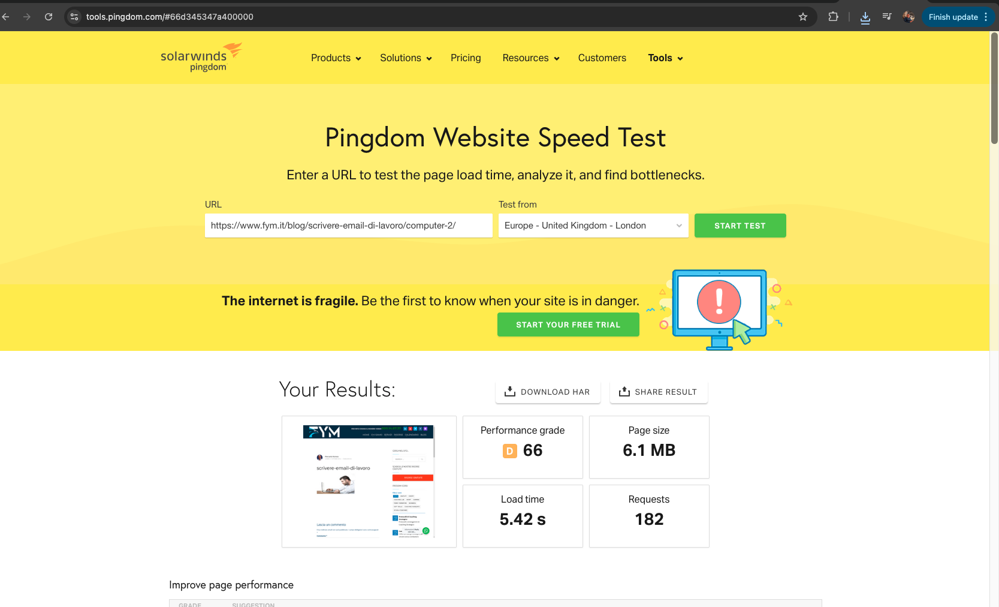 tools.pingdom.com/#66d345347a400000
Finish update
solarwinds
pingdom
Products
Solutions
Pricing
Resources
Customers
Tools
Pingdom Website Speed Test
Enter a URL to test the page load time, analyze it, and find bottlenecks.
URL
Test from
https://www.fym.it/blog/scrivere-email-di-lavoro/computer-2/
Europe - United Kingdom - London
START TEST
The internet is fragile. Be the first to know when your site is in danger.
START YOUR FREE TRIAL
Your Results:
DOWNLOAD HAR
SHARE RESULT
FYM
scrivere-email-di-lavoro
Lascia un commento
Performance grade
D 66
Page size
6.1 MB
Load time
5.42 s
Requests
182
Improve page performance
GRADE
SUGGESTION